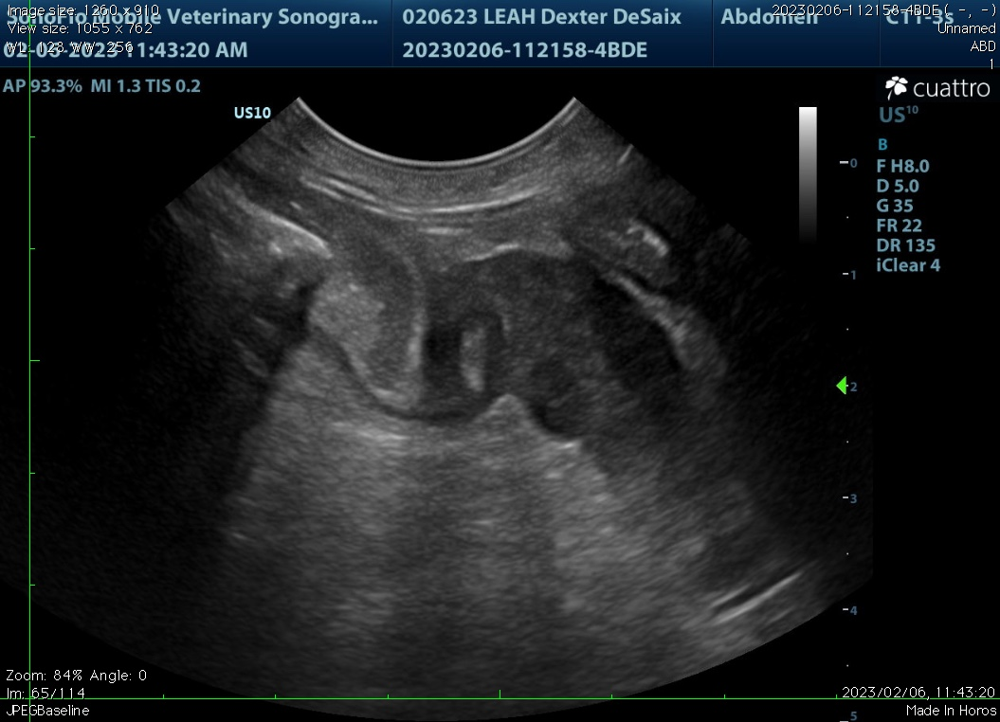 Image size: 1260 x 910
View size: 1055 x 762
WL: 128 WW: 256
SonoFlo Mobile Veterinary Sonogra...
02-06-2023 11:43:20 AM
020623 LEAH Dexter DeSaix
20230206-112158-4BDE
Abdomen
20230206-112158-4BDE ( -, -)
Unnamed
ABD
1
AP 93.3% MI 1.3 TIS 0.2
US10
cuattro
US10
B
F H8.0
D 5.0
G 35
FR 22
DR 135
iClear 4
0
1
2
3
4
5
Zoom: 84% Angle: 0
Im: 65/114
JPEGBaseline
2023/02/06, 11:43:20
Made In Horos